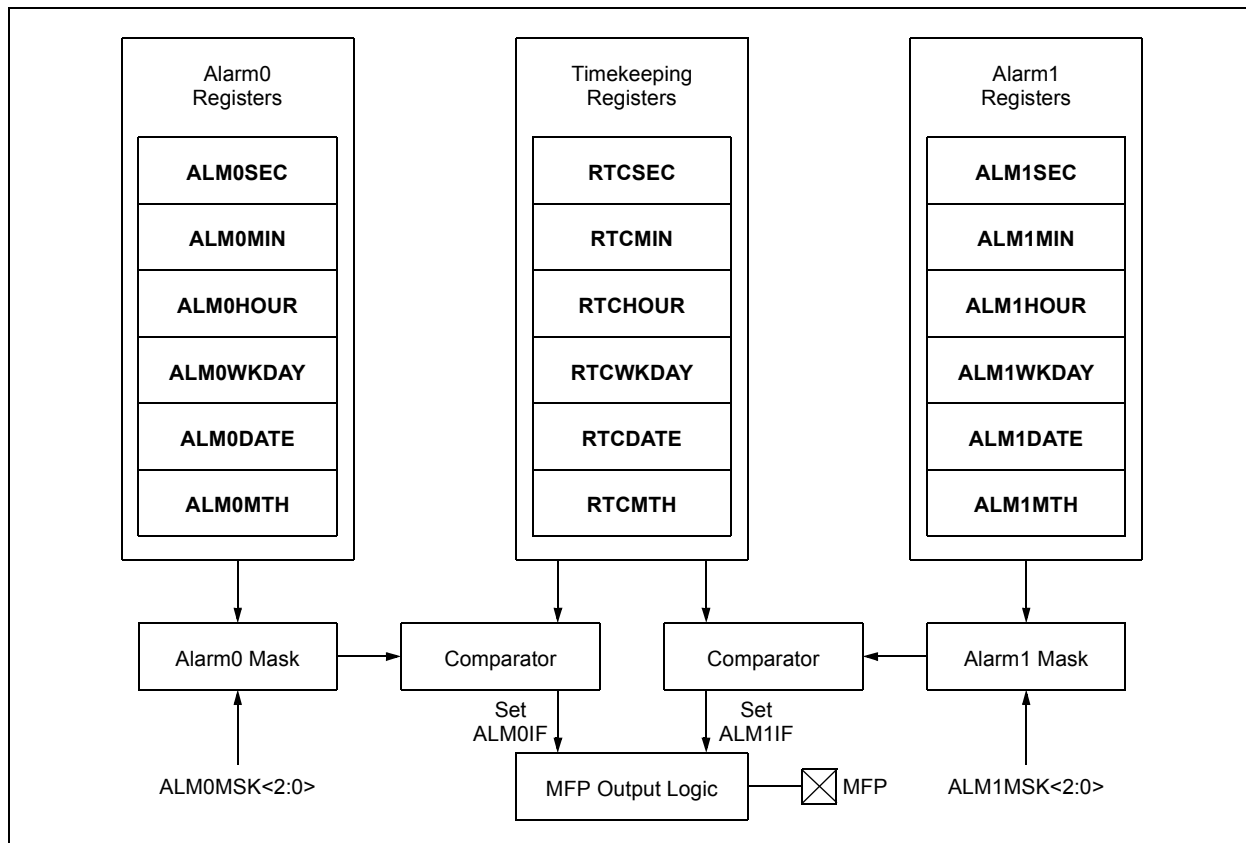 Alarm0
Registers
ALM0SEC
ALM0MIN
ALM0HOUR
ALM0WKDAY
ALM0DATE
ALM0MTH
Timekeeping
Registers
RTCSEC
RTCMIN
RTCHOUR
RTCWKDAY
RTCDATE
RTCMTH
Alarm1
Registers
ALM1SEC
ALM1MIN
ALM1HOUR
ALM1WKDAY
ALM1DATE
ALM1MTH
Alarm0 Mask
Comparator
Comparator
Alarm1 Mask
Set
ALM0IF
Set
ALM1IF
ALM0MSK<2:0>
MFP Output Logic
MFP
ALM1MSK<2:0>